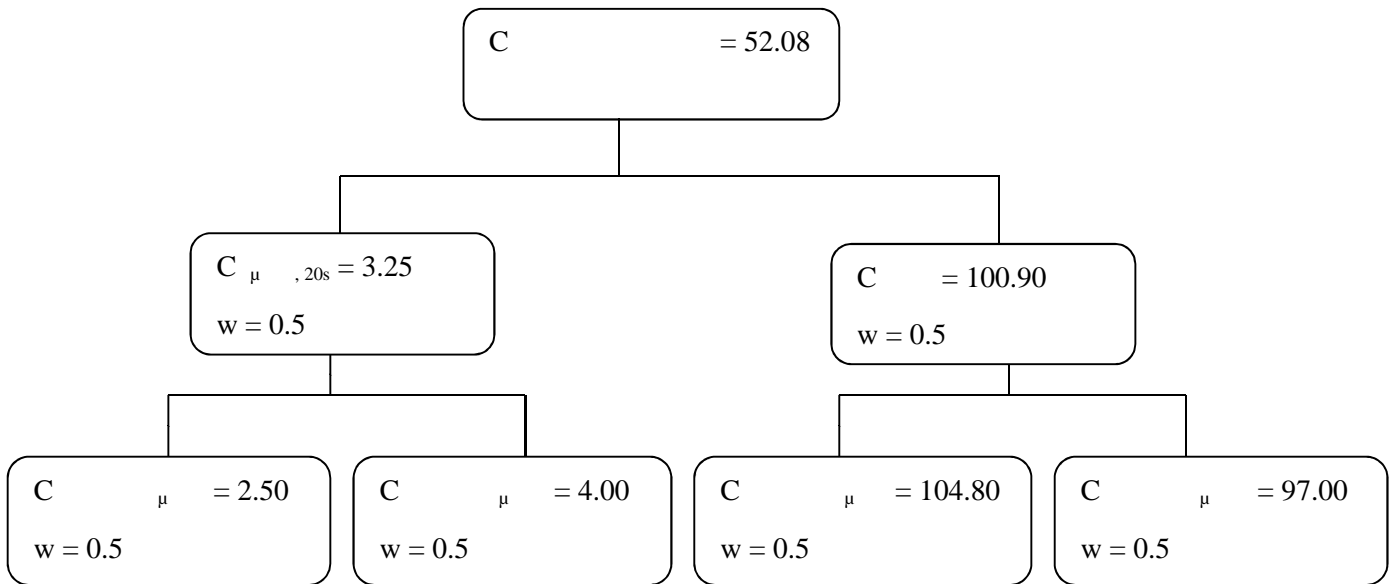 C = 52.08
C µ , 20s = 3.25
w = 0.5
C = 100.90
w = 0.5
C µ = 2.50
w = 0.5
C µ = 4.00
w = 0.5
C µ = 104.80
w = 0.5
C µ = 97.00
w = 0.5